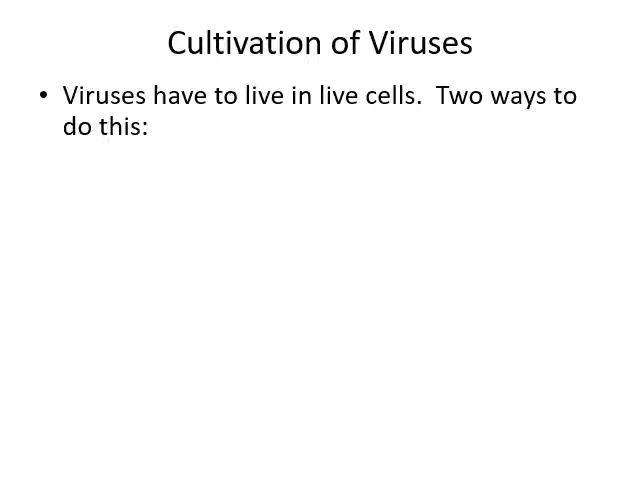 Cultivation of Viruses
• Viruses have to live in live cells.  Two ways to
do this: